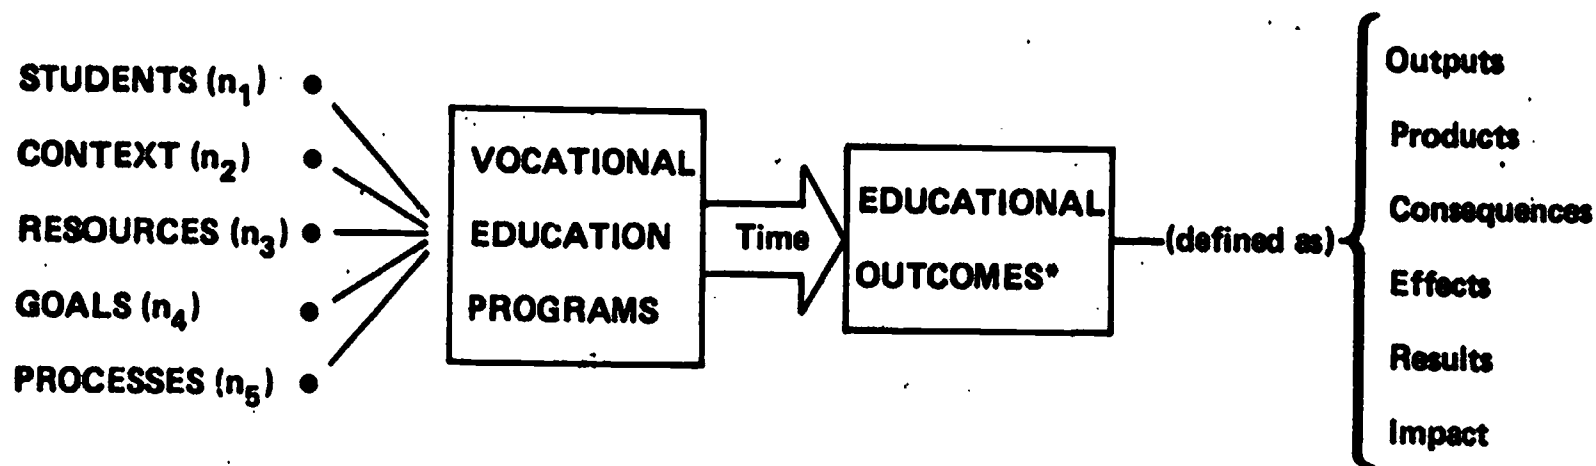 STUDENTS (n1)
CONTEXT (n2)
RESOURCES (n3)
GOALS (n4)
PROCESSES (n5)
VOCATIONAL
EDUCATION
PROGRAMS
Time
EDUCATIONAL
OUTCOMES*
(defined as)
Outputs
Products
Consequences
Effects
Results
Impact